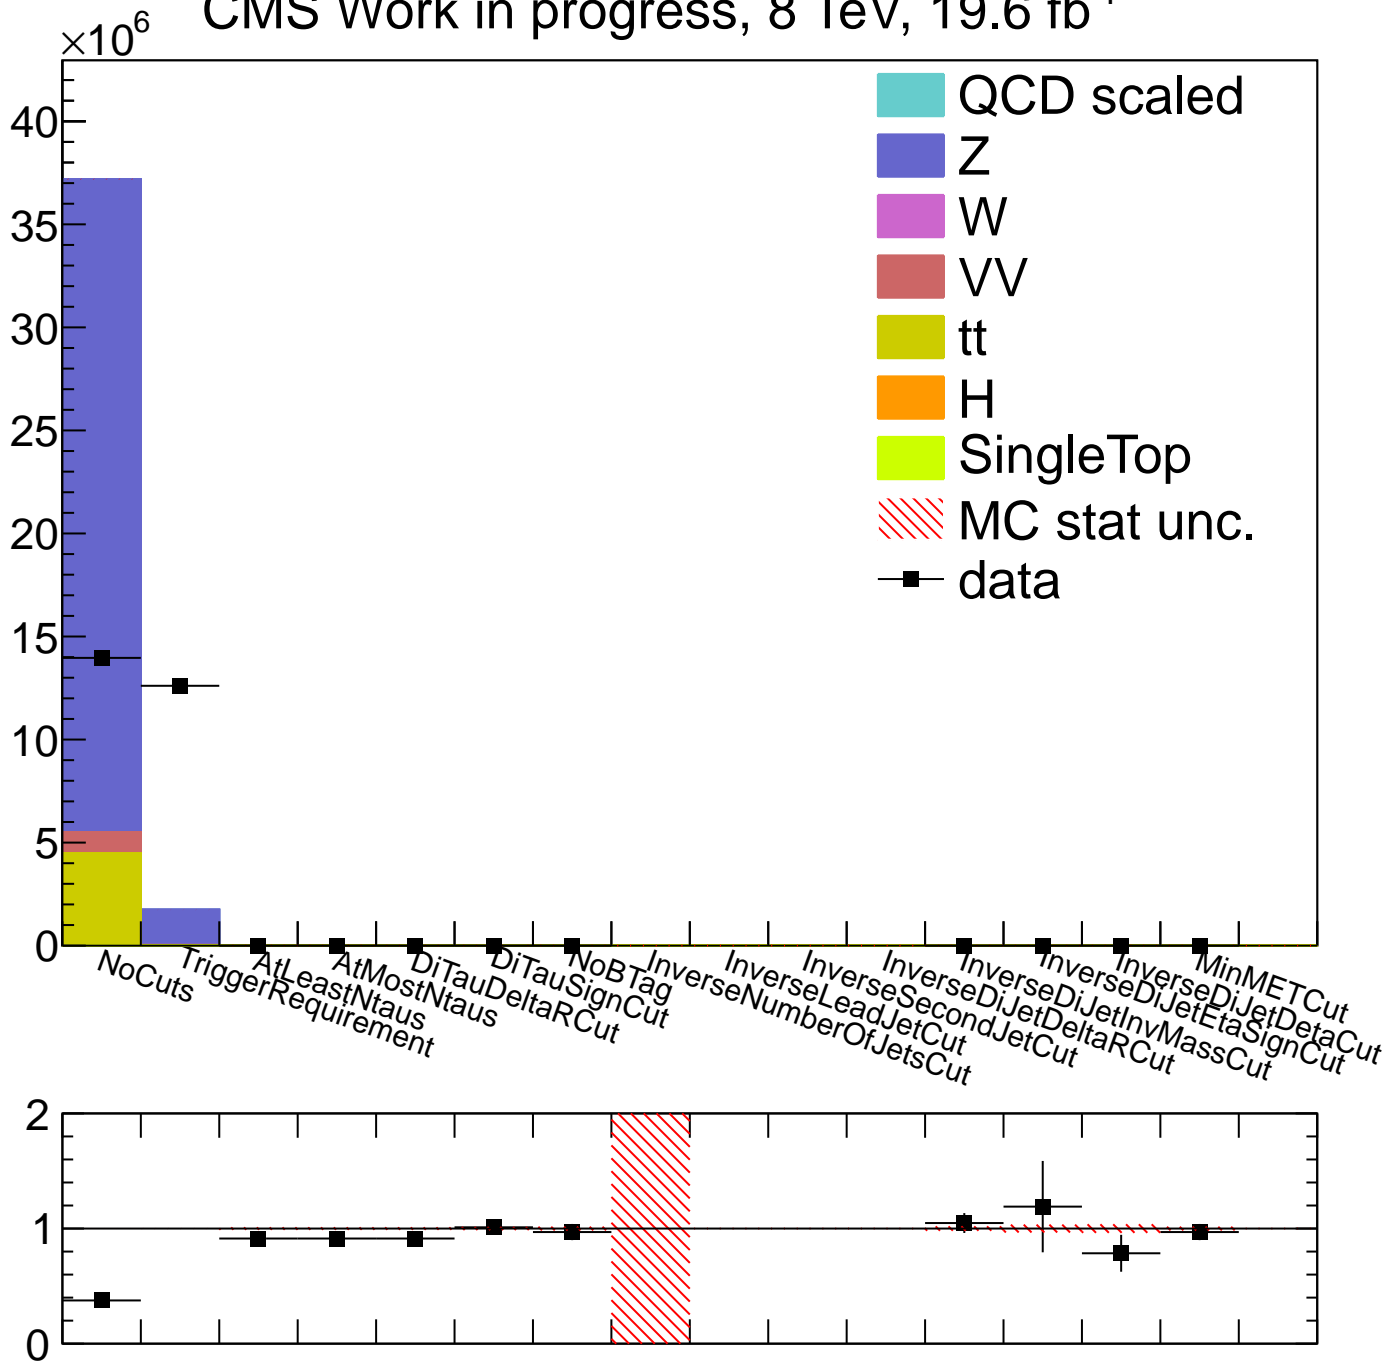 CMS Work in progress, 8 TeV, 19.6 fb
×10⁶
QCD scaled
Z
W
VV
tt
H
SingleTop
MC stat unc.
data
40
35
30
25
20
15
10
5
0
NoCuts
TriggerRequirement
AtLeastNtaus
AtMostNtaus
DiTauDeltaRCut
DiTauSignCut
NoBTag
InverseNumberOfJetsCut
InverseLeadJetCut
InverseSecondJetCut
InverseDiJetDeltaRCut
InverseDiJetInvMassCut
InverseDiJetEtaSignCut
InverseDiJetDetaCut
MinMETCut
2
1
0